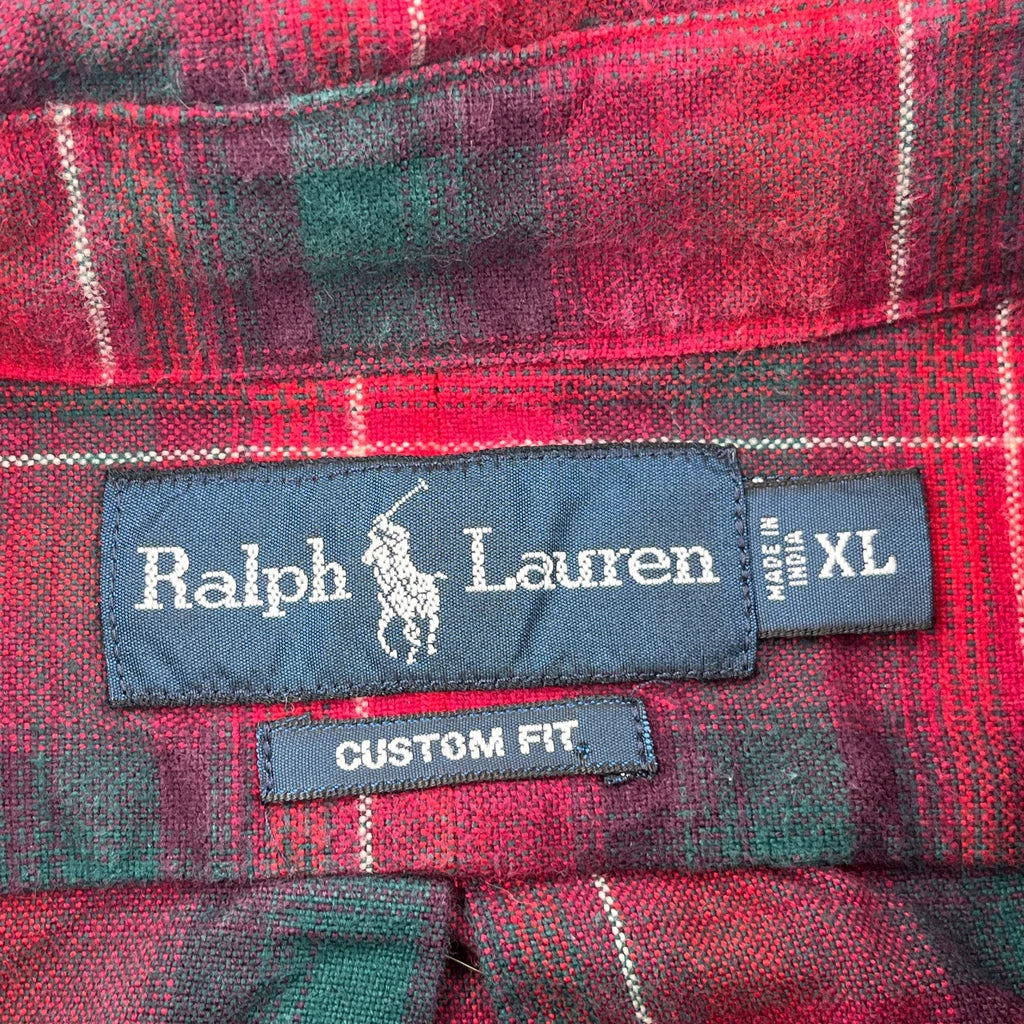 Ralph Lauren
MADE IN
INDIA
XL
CUSTOM FIT